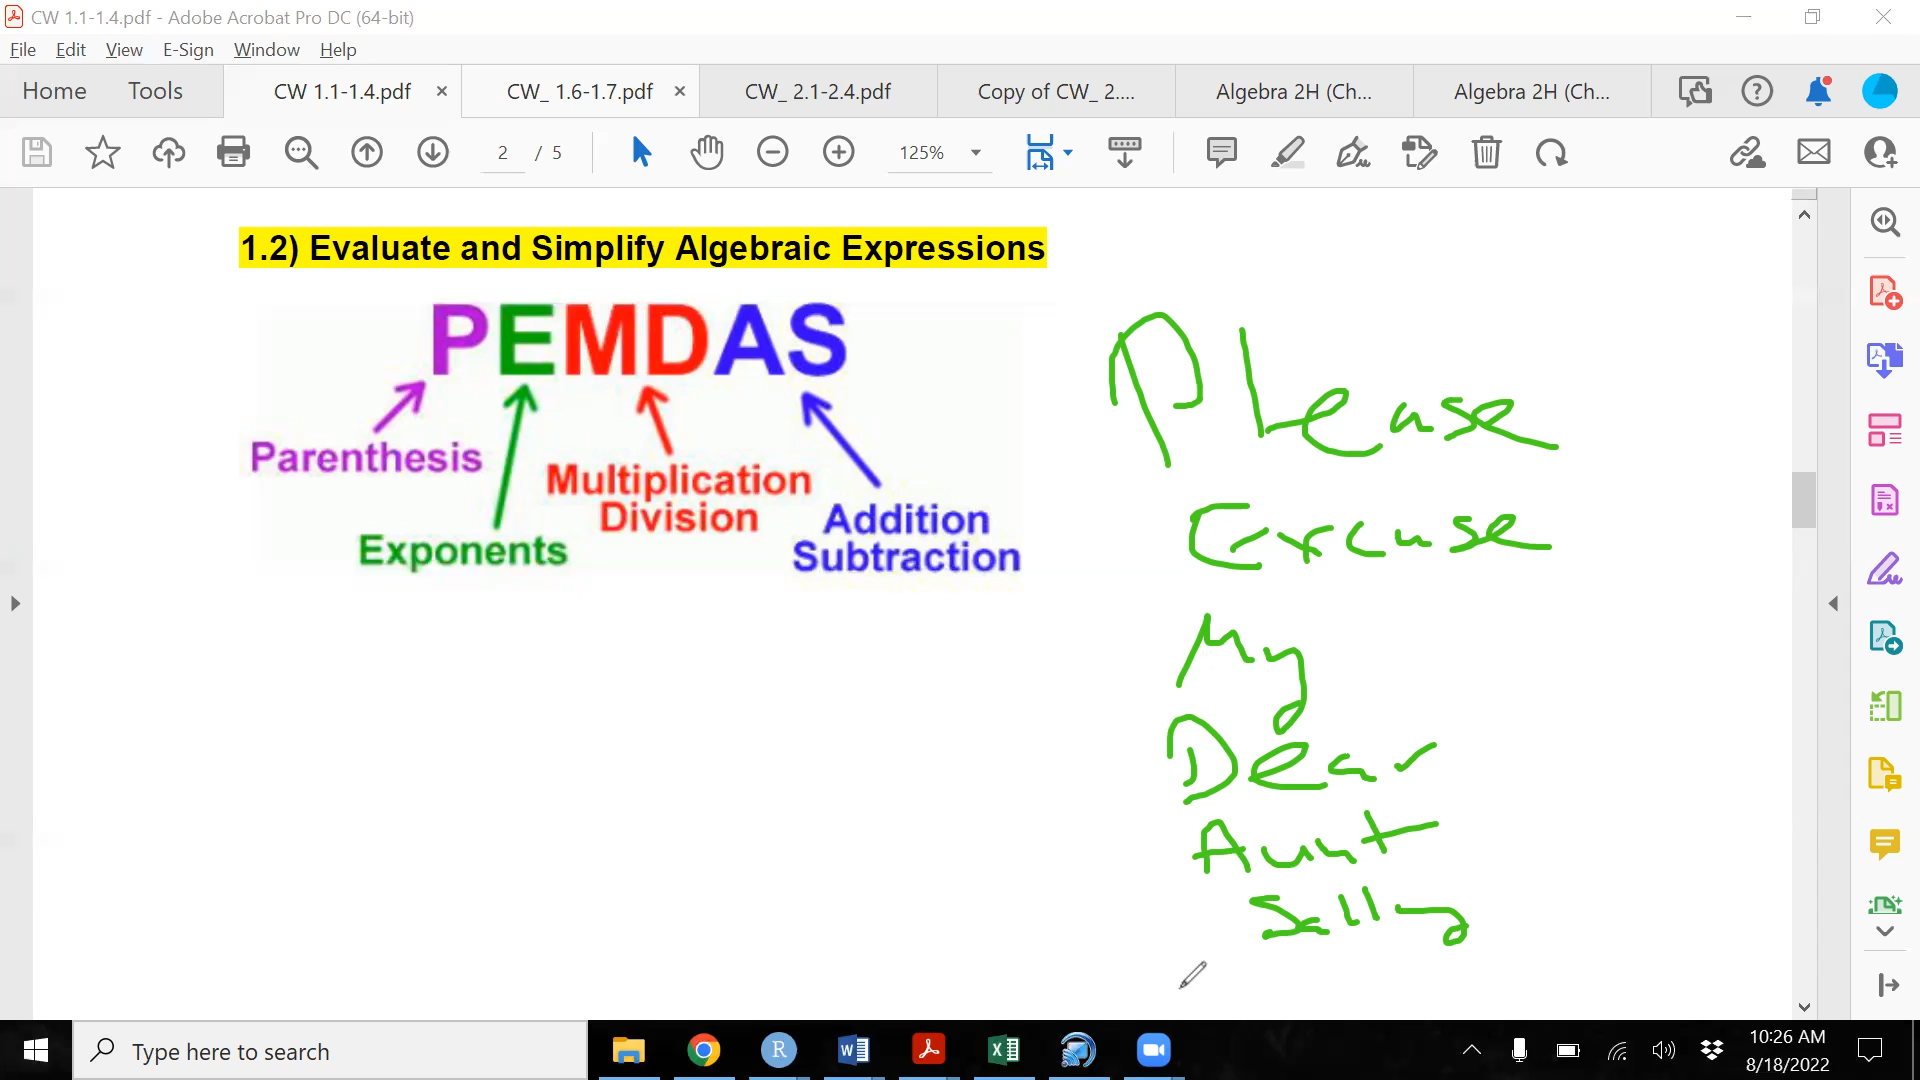 CW 1.1-1.4.pdf - Adobe Acrobat Pro DC (64-bit)
File Edit View E-Sign Window Help
Home Tools CW 1.1-1.4.pdf × CW_ 1.6-1.7.pdf × CW_ 2.1-2.4.pdf Copy of CW_ 2.... Algebra 2H (Ch... Algebra 2H (Ch...
2 / 5 125%
1.2) Evaluate and Simplify Algebraic Expressions
PEMDAS
Parenthesis
Exponents
Multiplication
Division
Addition
Subtraction
Please
Excuse
My
Dear
Aunt
Sally
Type here to search
10:26 AM
8/18/2022